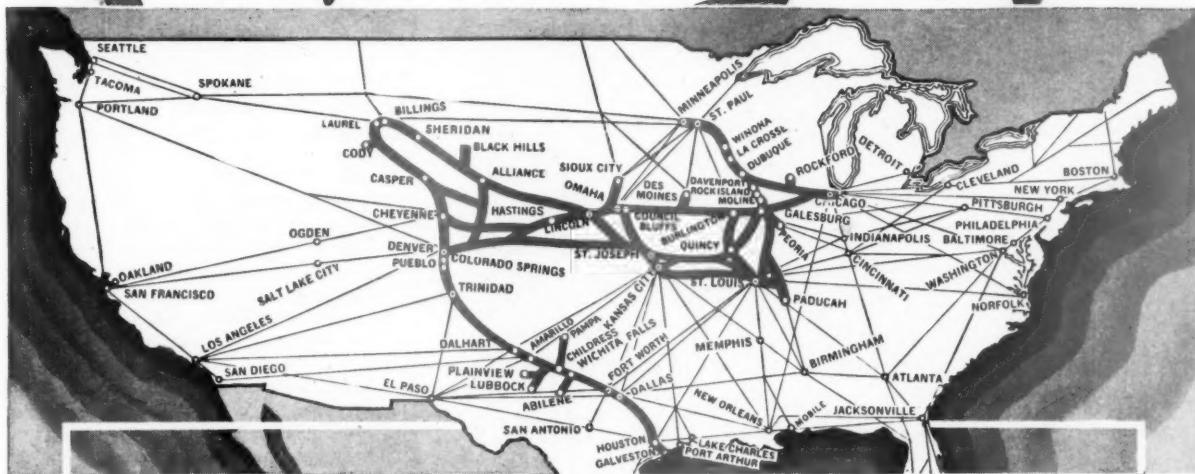 SEATTLE
TACOMA
SPOKANE
PORTLAND
LAUREL
BILLINGS
SHERIDAN
CODY
BLACK HILLS
CASPER
ALLIANCE
MINNEAPOLIS
ST. PAUL
WINONA
LA CROSSE
DUBUQUE
ROCKFORD
DETROIT
CLEVELAND
BOSTON
NEW YORK
PITTSBURGH
PHILADELPHIA
SIOUX CITY
OMAHA
DES
MOINES
DAVENPORT
ROCK ISLAND
MOLINE
CHICAGO
CHEYENNE
HASTINGS
LINCOLN
COUNCIL
BLUFFS
BURLINGTON
GALESBURG
PEORIA
INDIANAPOLIS
BALTIMORE
WASHINGTON
OGDEN
DENVER
PUEBLO
COLORADO SPRINGS
ST. JOSEPH
QUINCY
CINCINNATI
OAKLAND
SAN FRANCISCO
SALT LAKE CITY
TRINIDAD
KANSAS CITY
ST. LOUIS
PADUCAH
NORFOLK
LOS ANGELES
SAN DIEGO
DALHART
AMARILLO
PAMPA
CHILDRESS
WICHITA FALLS
FORT WORTH
MEMPHIS
BIRMINGHAM
ATLANTA
EL PASO
PLAINVIEW
LUBBOCK
ABILENE
DALLAS
NEW ORLEANS
MOBILE
JACKSONVILLE
SAN ANTONIO
HOUSTON
GALVESTON
LAKE CHARLES
PORT ARTHUR